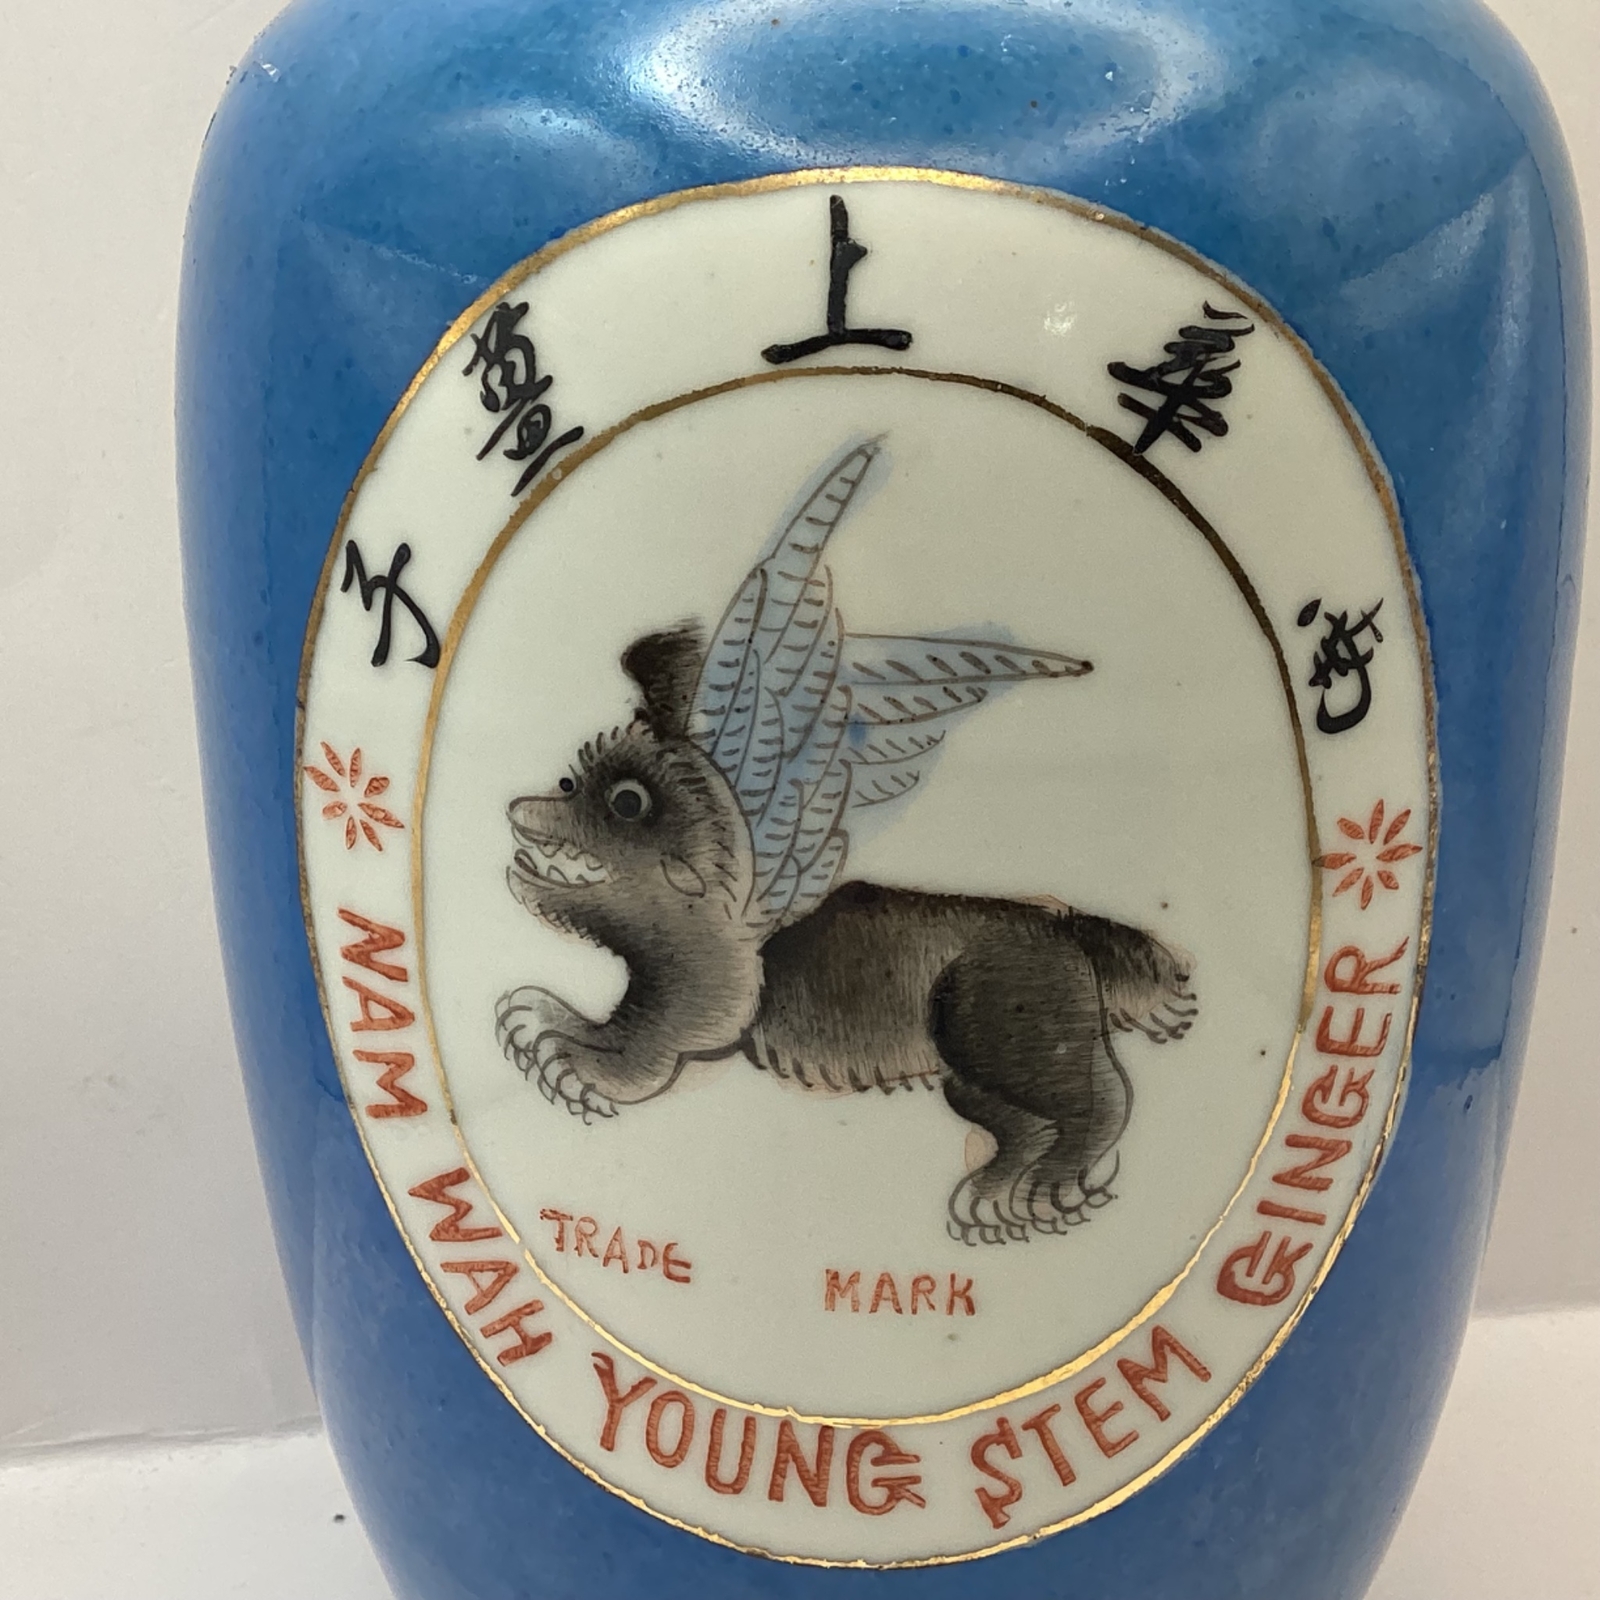 南華上薑子
NAM WAH YOUNG STEM GINGER
TRADE MARK